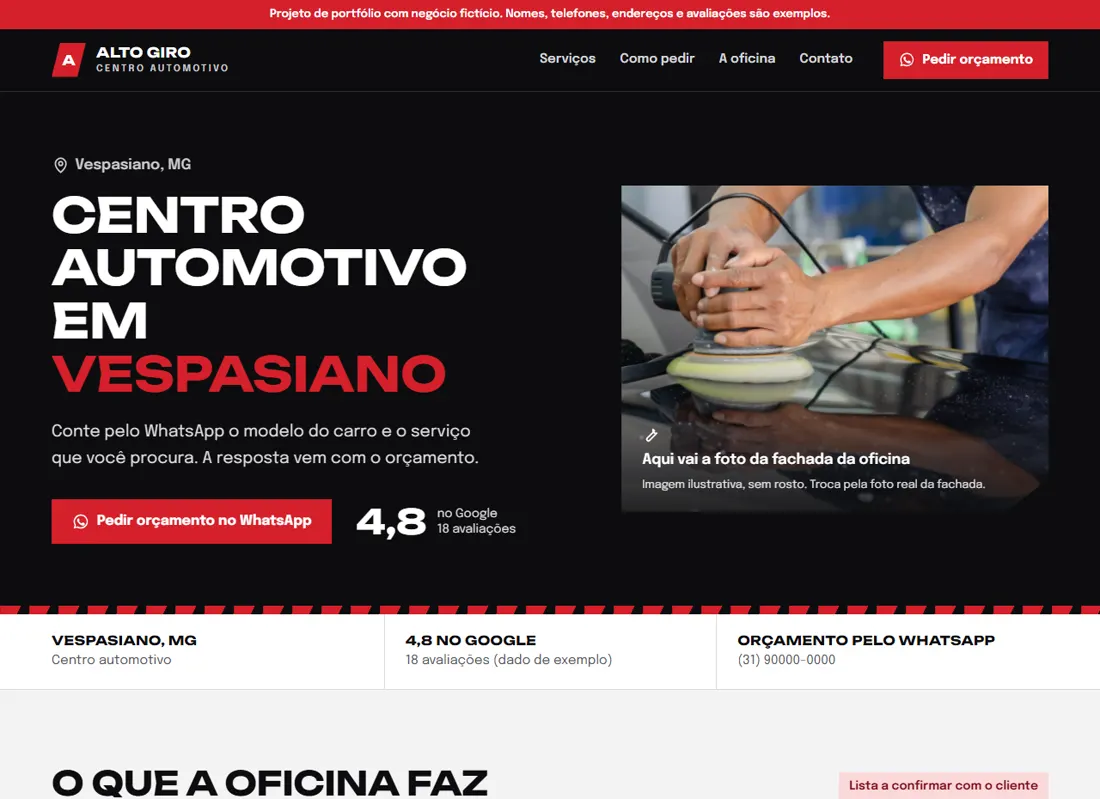 Projeto de portfólio com negócio fictício. Nomes, telefones, endereços e avaliações são exemplos.
A
ALTO GIRO
CENTRO AUTOMOTIVO
Serviços
Como pedir
A oficina
Contato
Pedir orçamento
Vespasiano, MG
CENTRO
AUTOMOTIVO
EM
VESPASIANO
Conte pelo WhatsApp o modelo do carro e o serviço
que você procura. A resposta vem com o orçamento.
Pedir orçamento no WhatsApp
4,8
no Google
18 avaliações
Aqui vai a foto da fachada da oficina
Imagem ilustrativa, sem rosto. Troca pela foto real da fachada.
VESPASIANO, MG
Centro automotivo
4,8 NO GOOGLE
18 avaliações (dado de exemplo)
ORÇAMENTO PELO WHATSAPP
(31) 90000-0000
O QUE A OFICINA FAZ
Lista a confirmar com o cliente